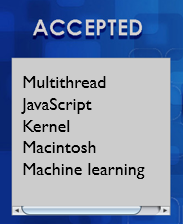 ACCEPTED
Multithread
JavaScript
Kernel
Macintosh
Machine learning